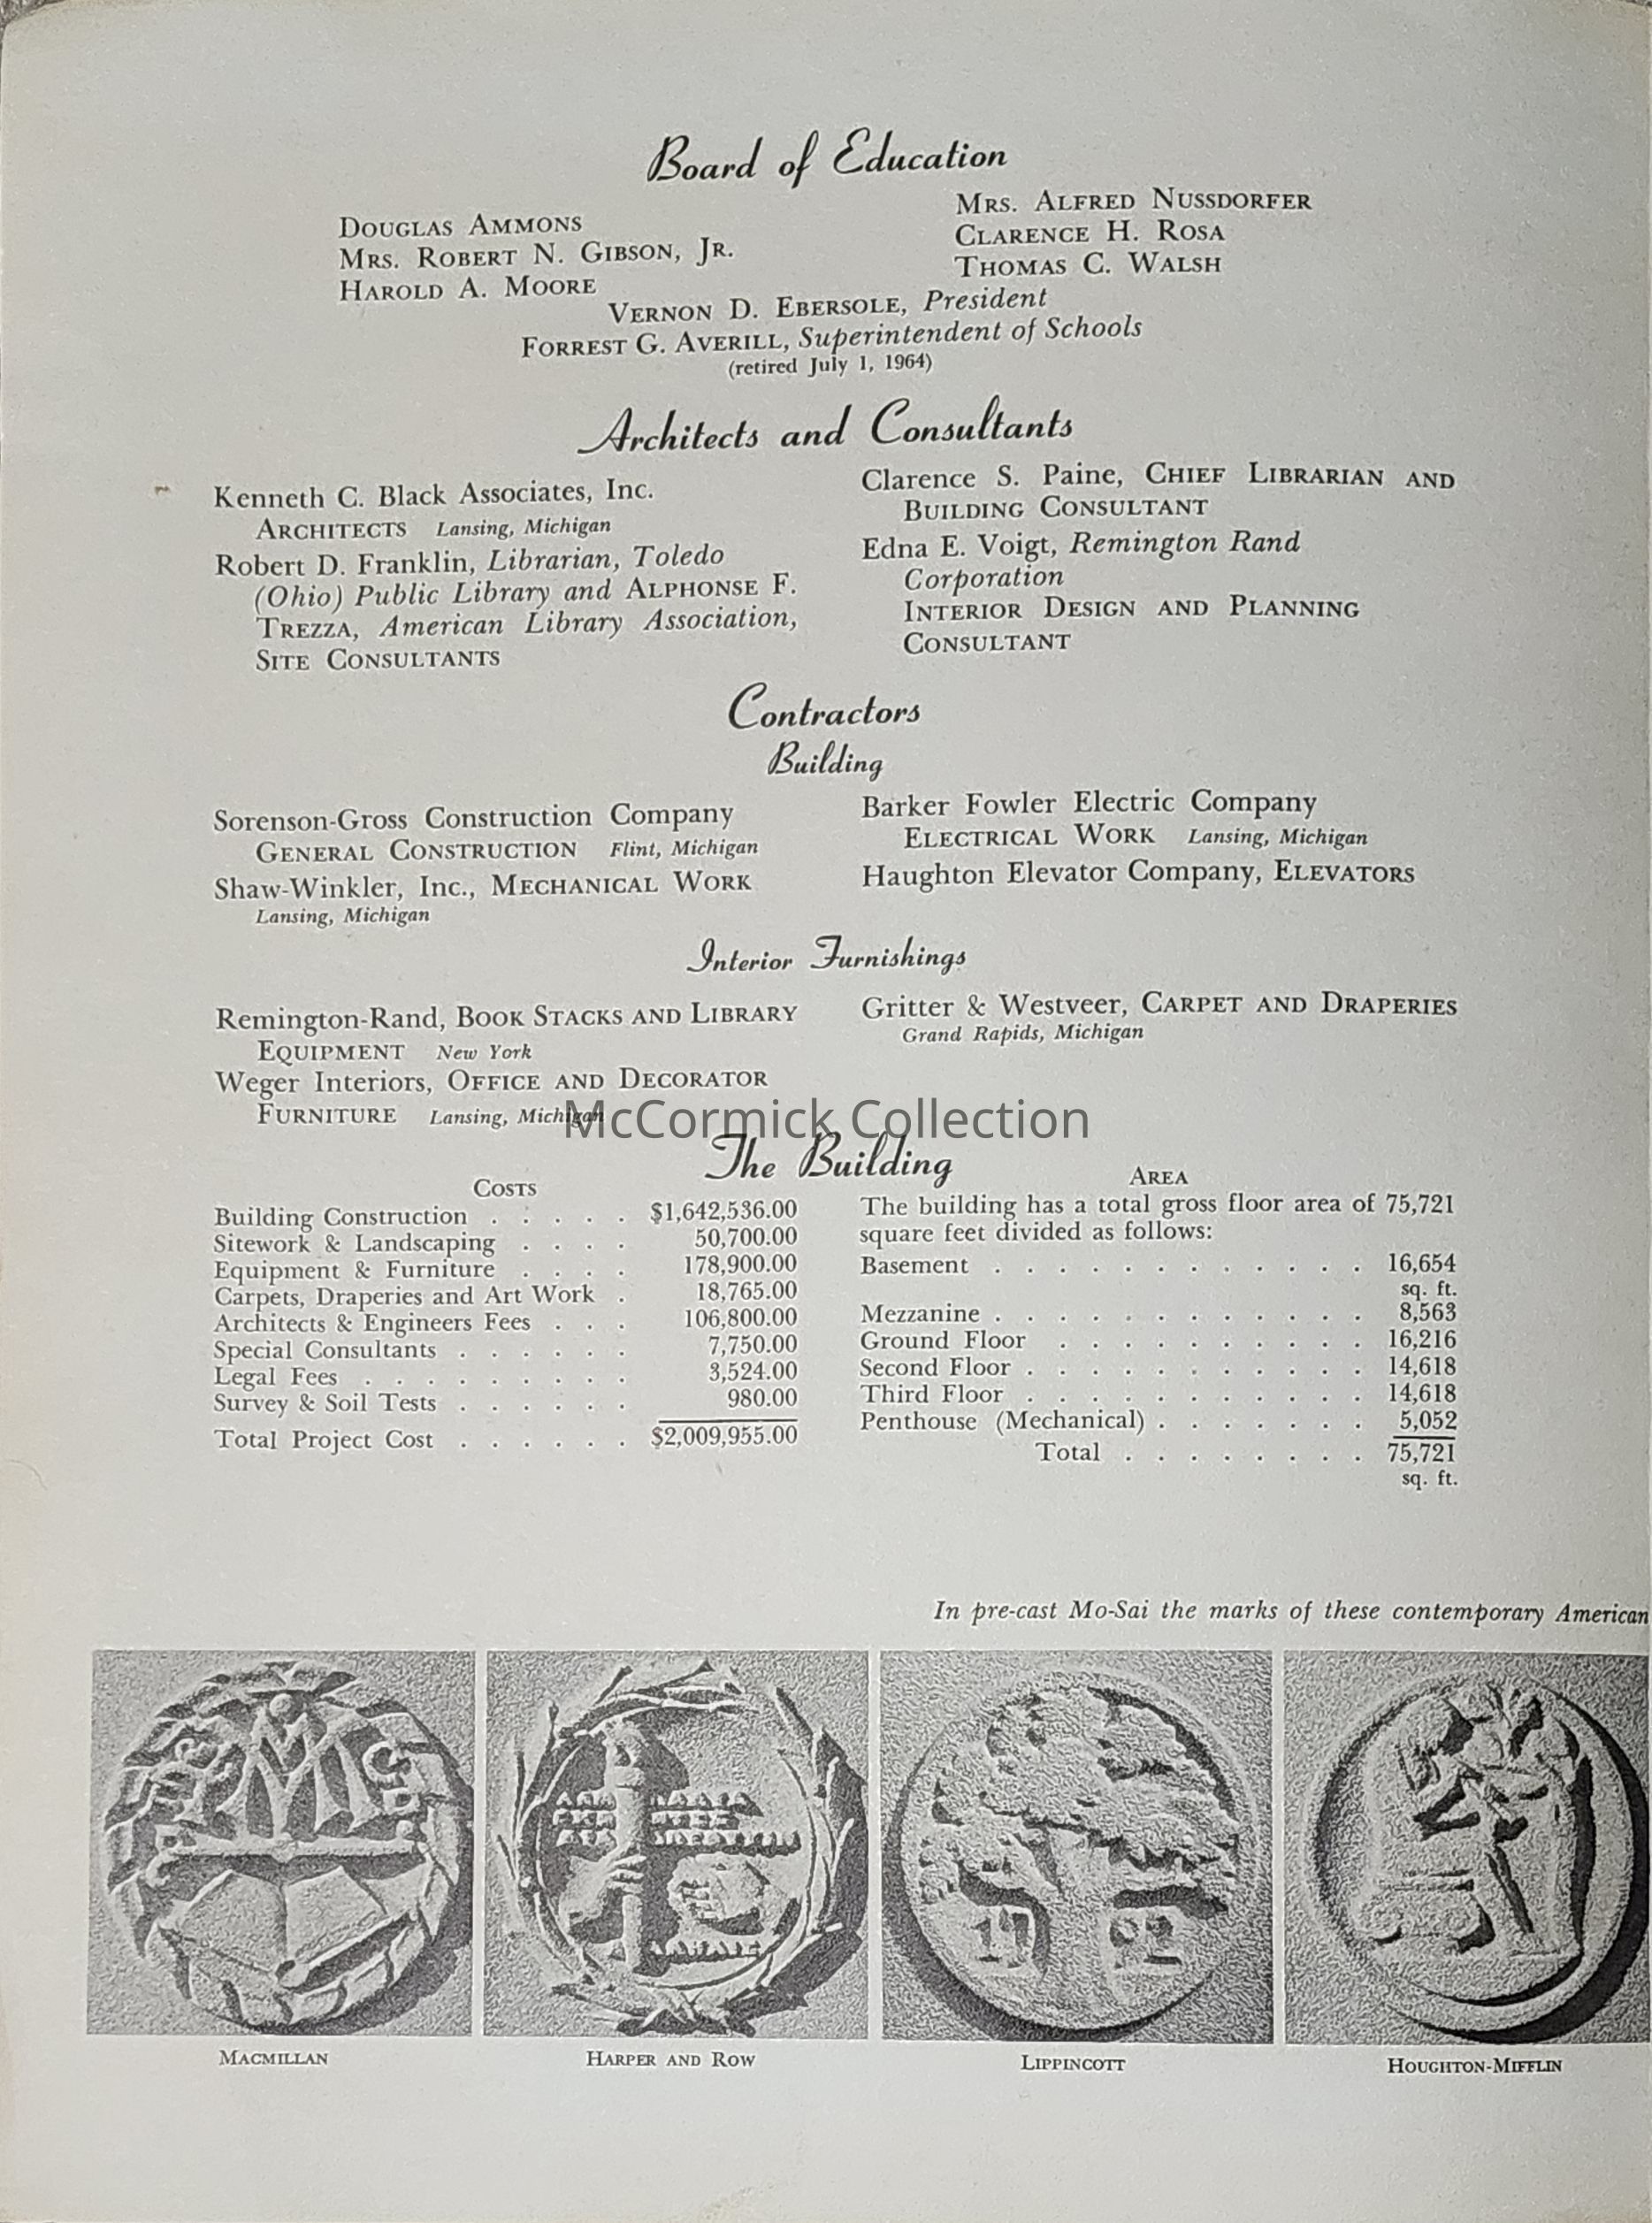 Board of Education
DOUGLAS AMMONS
MRS. ROBERT N. GIBSON, JR.
HAROLD A. MOORE
MRS. ALFRED NUSSDORFER
CLARENCE H. ROSA
THOMAS C. WALSH
VERNON D. EBERSOLE, President
FORREST G. AVERILL, Superintendent of Schools
(retired July 1, 1964)
Architects and Consultants
Kenneth C. Black Associates, Inc.
ARCHITECTS Lansing, Michigan
Robert D. Franklin, Librarian, Toledo
(Ohio) Public Library and ALPHONSE F.
TREZZA, American Library Association,
SITE CONSULTANTS
Clarence S. Paine, CHIEF LIBRARIAN AND
BUILDING CONSULTANT
Edna E. Voigt, Remington Rand
Corporation
INTERIOR DESIGN AND PLANNING
CONSULTANT
Contractors
Building
Sorenson-Gross Construction Company
GENERAL CONSTRUCTION Flint, Michigan
Shaw-Winkler, Inc., MECHANICAL WORK
Lansing, Michigan
Barker Fowler Electric Company
ELECTRICAL WORK Lansing, Michigan
Haughton Elevator Company, ELEVATORS
Interior Furnishings
Remington-Rand, BOOK STACKS AND LIBRARY
EQUIPMENT New York
Weger Interiors, OFFICE AND DECORATOR
FURNITURE Lansing, Michigan
Gritter & Westveer, CARPET AND DRAPERIES
Grand Rapids, Michigan
McCormick Collection
The Building
COSTS
Building Construction . . . . . $1,642,536.00
Sitework & Landscaping . . . . 50,700.00
Equipment & Furniture . . . . 178,900.00
Carpets, Draperies and Art Work . 18,765.00
Architects & Engineers Fees . . . 106,800.00
Special Consultants . . . . . . 7,750.00
Legal Fees . . . . . . . . . 3,524.00
Survey & Soil Tests . . . . . . 980.00
Total Project Cost . . . . . . $2,009,955.00
AREA
The building has a total gross floor area of 75,721
square feet divided as follows:
Basement . . . . . . . . . . . . 16,654
sq. ft.
Mezzanine . . . . . . . . . . . . 8,563
Ground Floor . . . . . . . . . . 16,216
Second Floor . . . . . . . . . . . 14,618
Third Floor . . . . . . . . . . . 14,618
Penthouse (Mechanical) . . . . . . . 5,052
Total . . . . . . . . 75,721
sq. ft.
In pre-cast Mo-Sai the marks of these contemporary American
M
17 92
MACMILLAN
HARPER AND ROW
LIPPINCOTT
HOUGHTON-MIFFLIN